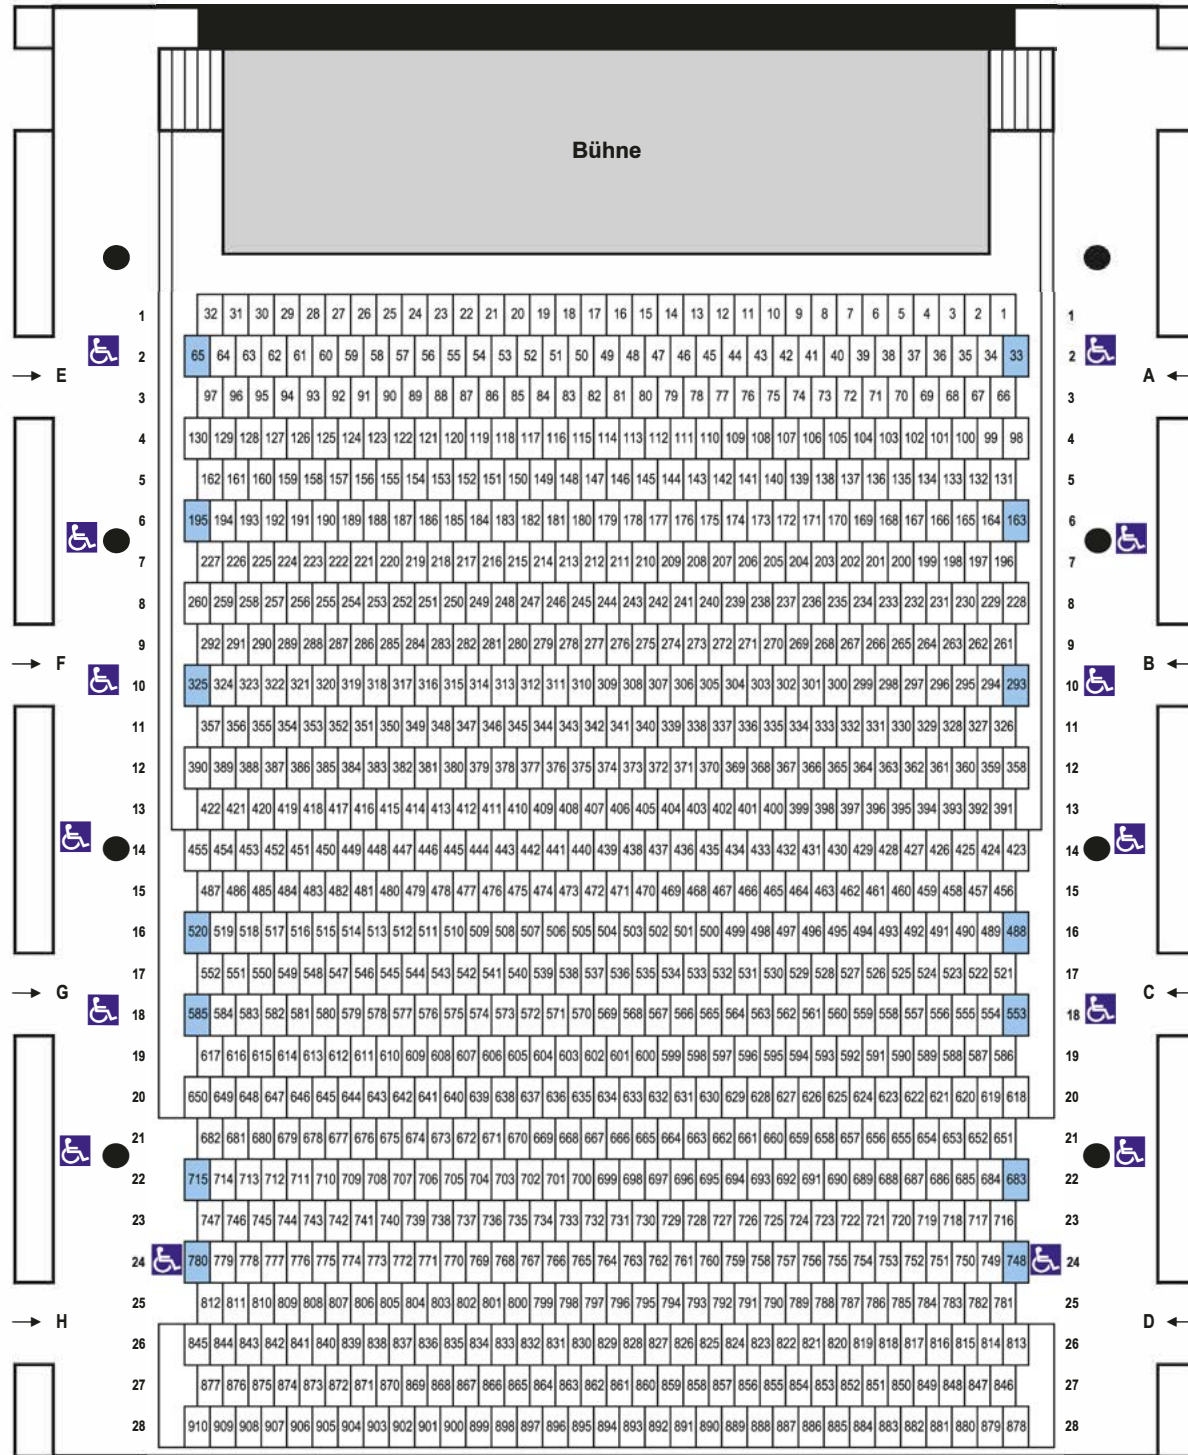 Bühne
1 32 31 30 29 28 27 26 25 24 23 22 21 20 19 18 17 16 15 14 13 12 11 10 9 8 7 6 5 4 3 2 1 1
2 65 64 63 62 61 60 59 58 57 56 55 54 53 52 51 50 49 48 47 46 45 44 43 42 41 40 39 38 37 36 35 34 33 2
→ E A ←
3 97 96 95 94 93 92 91 90 89 88 87 86 85 84 83 82 81 80 79 78 77 76 75 74 73 72 71 70 69 68 67 66 3
4 130 129 128 127 126 125 124 123 122 121 120 119 118 117 116 115 114 113 112 111 110 109 108 107 106 105 104 103 102 101 100 99 98 4
5 162 161 160 159 158 157 156 155 154 153 152 151 150 149 148 147 146 145 144 143 142 141 140 139 138 137 136 135 134 133 132 131 5
6 195 194 193 192 191 190 189 188 187 186 185 184 183 182 181 180 179 178 177 176 175 174 173 172 171 170 169 168 167 166 165 164 163 6
7 227 226 225 224 223 222 221 220 219 218 217 216 215 214 213 212 211 210 209 208 207 206 205 204 203 202 201 200 199 198 197 196 7
8 260 259 258 257 256 255 254 253 252 251 250 249 248 247 246 245 244 243 242 241 240 239 238 237 236 235 234 233 232 231 230 229 228 8
9 292 291 290 289 288 287 286 285 284 283 282 281 280 279 278 277 276 275 274 273 272 271 270 269 268 267 266 265 264 263 262 261 9
→ F B ←
10 325 324 323 322 321 320 319 318 317 316 315 314 313 312 311 310 309 308 307 306 305 304 303 302 301 300 299 298 297 296 295 294 293 10
11 357 356 355 354 353 352 351 350 349 348 347 346 345 344 343 342 341 340 339 338 337 336 335 334 333 332 331 330 329 328 327 326 11
12 390 389 388 387 386 385 384 383 382 381 380 379 378 377 376 375 374 373 372 371 370 369 368 367 366 365 364 363 362 361 360 359 358 12
13 422 421 420 419 418 417 416 415 414 413 412 411 410 409 408 407 406 405 404 403 402 401 400 399 398 397 396 395 394 393 392 391 13
14 455 454 453 452 451 450 449 448 447 446 445 444 443 442 441 440 439 438 437 436 435 434 433 432 431 430 429 428 427 426 425 424 423 14
15 487 486 485 484 483 482 481 480 479 478 477 476 475 474 473 472 471 470 469 468 467 466 465 464 463 462 461 460 459 458 457 456 15
16 520 519 518 517 516 515 514 513 512 511 510 509 508 507 506 505 504 503 502 501 500 499 498 497 496 495 494 493 492 491 490 489 488 16
17 552 551 550 549 548 547 546 545 544 543 542 541 540 539 538 537 536 535 534 533 532 531 530 529 528 527 526 525 524 523 522 521 17
→ G C ←
18 585 584 583 582 581 580 579 578 577 576 575 574 573 572 571 570 569 568 567 566 565 564 563 562 561 560 559 558 557 556 555 554 553 18
19 617 616 615 614 613 612 611 610 609 608 607 606 605 604 603 602 601 600 599 598 597 596 595 594 593 592 591 590 589 588 587 586 19
20 650 649 648 647 646 645 644 643 642 641 640 639 638 637 636 635 634 633 632 631 630 629 628 627 626 625 624 623 622 621 620 619 618 20
21 682 681 680 679 678 677 676 675 674 673 672 671 670 669 668 667 666 665 664 663 662 661 660 659 658 657 656 655 654 653 652 651 21
22 715 714 713 712 711 710 709 708 707 706 705 704 703 702 701 700 699 698 697 696 695 694 693 692 691 690 689 688 687 686 685 684 683 22
23 747 746 745 744 743 742 741 740 739 738 737 736 735 734 733 732 731 730 729 728 727 726 725 724 723 722 721 720 719 718 717 716 23
24 780 779 778 777 776 775 774 773 772 771 770 769 768 767 766 765 764 763 762 761 760 759 758 757 756 755 754 753 752 751 750 749 748 24
25 812 811 810 809 808 807 806 805 804 803 802 801 800 799 798 797 796 795 794 793 792 791 790 789 788 787 786 785 784 783 782 781 25
→ H D ←
26 845 844 843 842 841 840 839 838 837 836 835 834 833 832 831 830 829 828 827 826 825 824 823 822 821 820 819 818 817 816 815 814 813 26
27 877 876 875 874 873 872 871 870 869 868 867 866 865 864 863 862 861 860 859 858 857 856 855 854 853 852 851 850 849 848 847 846 27
28 910 909 908 907 906 905 904 903 902 901 900 899 898 897 896 895 894 893 892 891 890 889 888 887 886 885 884 883 882 881 880 879 878 28